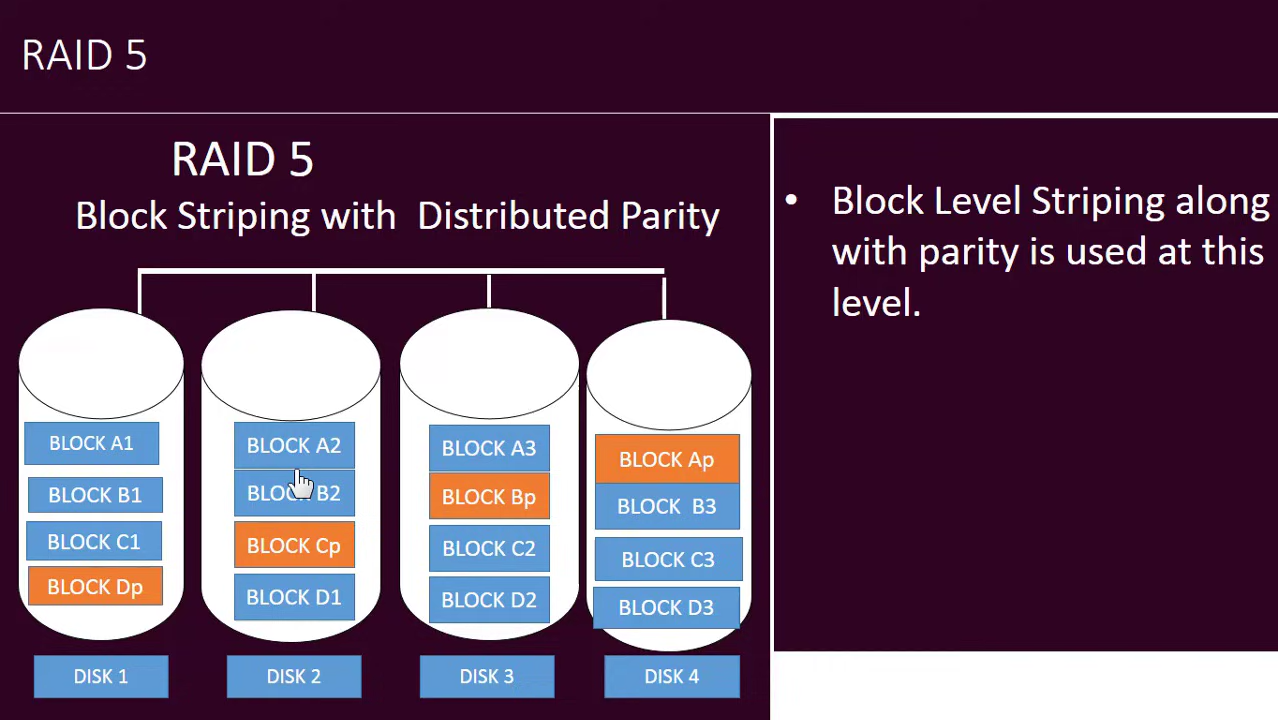 RAID 5
RAID 5
Block Striping with Distributed Parity
BLOCK A1
BLOCK B1
BLOCK C1
BLOCK Dp
DISK 1
BLOCK A2
BLOCK B2
BLOCK Cp
BLOCK D1
DISK 2
BLOCK A3
BLOCK Bp
BLOCK C2
BLOCK D2
DISK 3
BLOCK Ap
BLOCK B3
BLOCK C3
BLOCK D3
DISK 4
• Block Level Striping along
with parity is used at this
level.